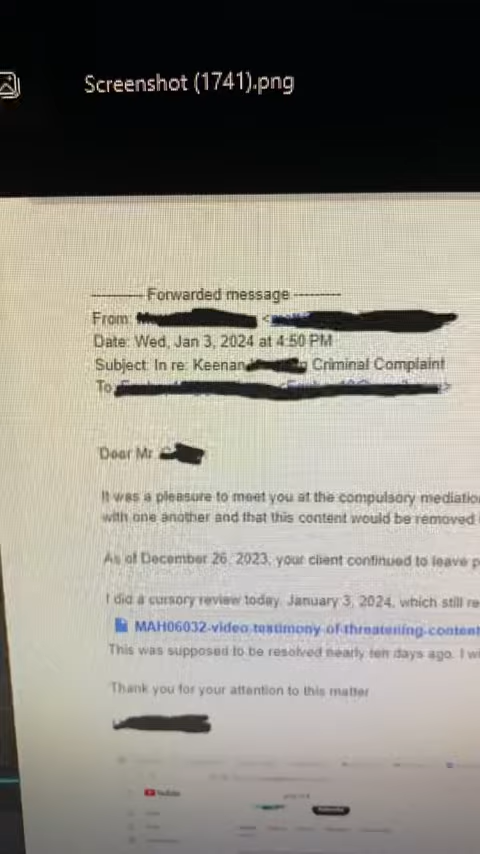 Screenshot (1741).png
---------- Forwarded message ----------
From:
Date: Wed, Jan 3, 2024 at 4:50 PM
Subject: In re: Keenan Criminal Complaint
To
Dear Mr
It was a pleasure to meet you at the compulsory mediatio
with one another and that this content would be removed
As of December 26, 2023, your client continued to leave p
I did a cursory review today, January 3, 2024, which still re
MAH06032-video-testimony-of-threatening-content
This was supposed to be resolved nearly ten days ago. I wi
Thank you for your attention to this matter
YouTube